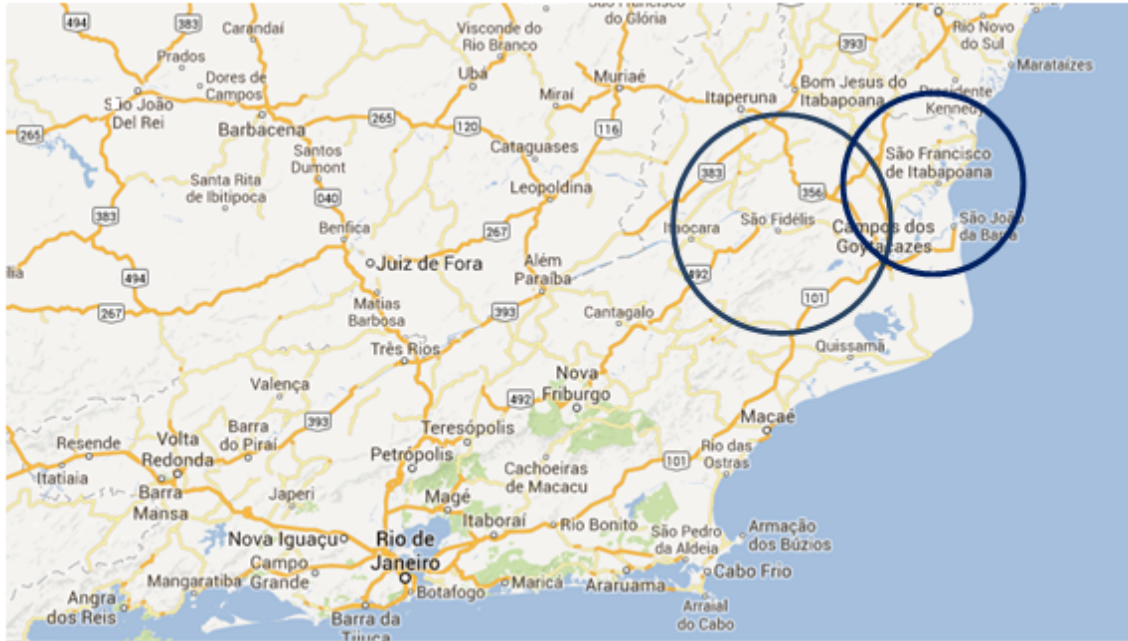 494
383
Carandaí
Visconde do
Rio Branco
do Glória
393
Rio Novo
do Sul
Prados
Dores de
Campos
Ubá
Muriaé
Miraí
Bom Jesus do
Itabapoana
Marataízes
Presidente
Kennedy
São João
Del Rei
Barbacena
265
265
120
116
Itaperuna
Cataguases
383
São Francisco
de Itabapoana
Santos
Dumont
Santa Rita
de Ibitipoca
040
Leopoldina
356
383
Benfica
Itaocara
São Fidélis
Campos dos
Goytacazes
São João
da Barra
Juiz de Fora
Além
Paraíba
492
494
267
Matias
Barbosa
393
Cantagalo
101
Três Rios
Quissamã
Valença
Nova
Friburgo
492
393
Macaé
Teresópolis
Resende
Volta
Redonda
Barra
do Piraí
Petrópolis
101
Rio das
Ostras
Itatiaia
Cachoeiras
de Macacu
Barra
Mansa
Japeri
Magé
Itaboraí
Rio Bonito
São Pedro
da Aldeia
Armação
dos Búzios
Nova Iguaçu
Rio de
Janeiro
Campo
Grande
Mangaratiba
Botafogo
Maricá
Araruama
Cabo Frio
Angra
dos Reis
Barra da
Tijuca
Arraial
do Cabo